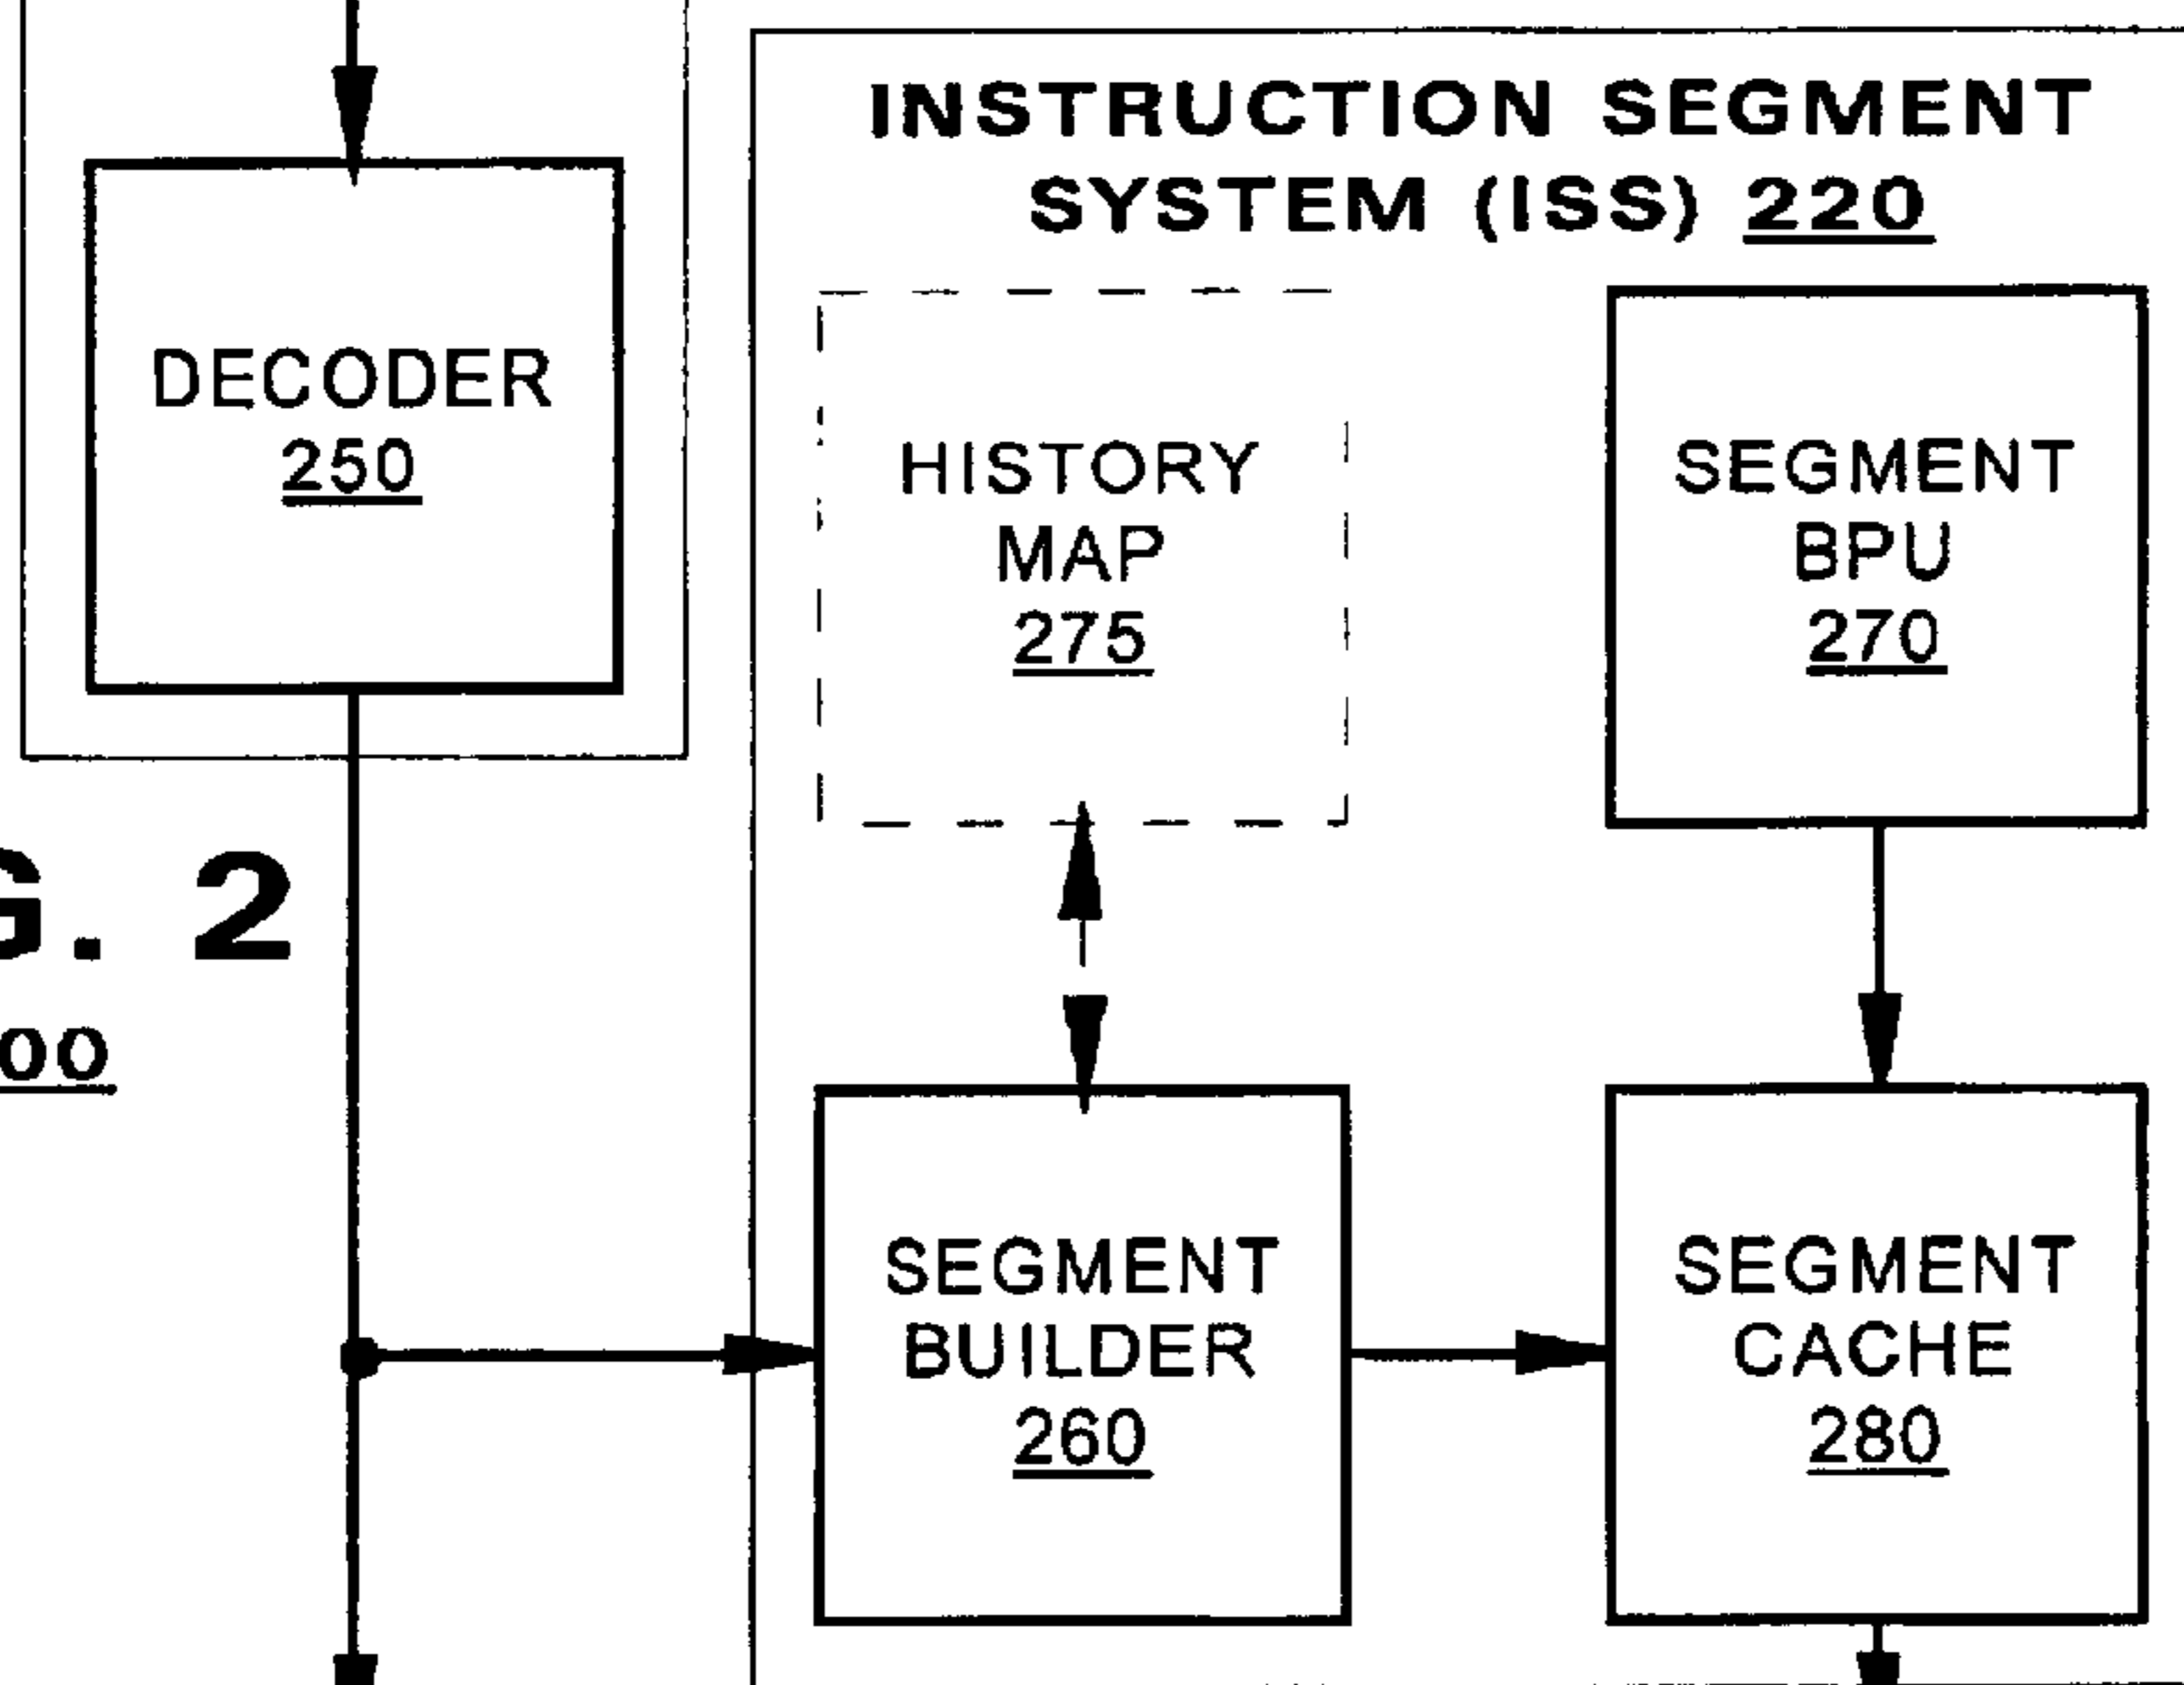 INSTRUCTION SEGMENT
SYSTEM (ISS) 220
DECODER
250
HISTORY
MAP
275
SEGMENT
BPU
270
G. 2
00
SEGMENT
BUILDER
260
SEGMENT
CACHE
280